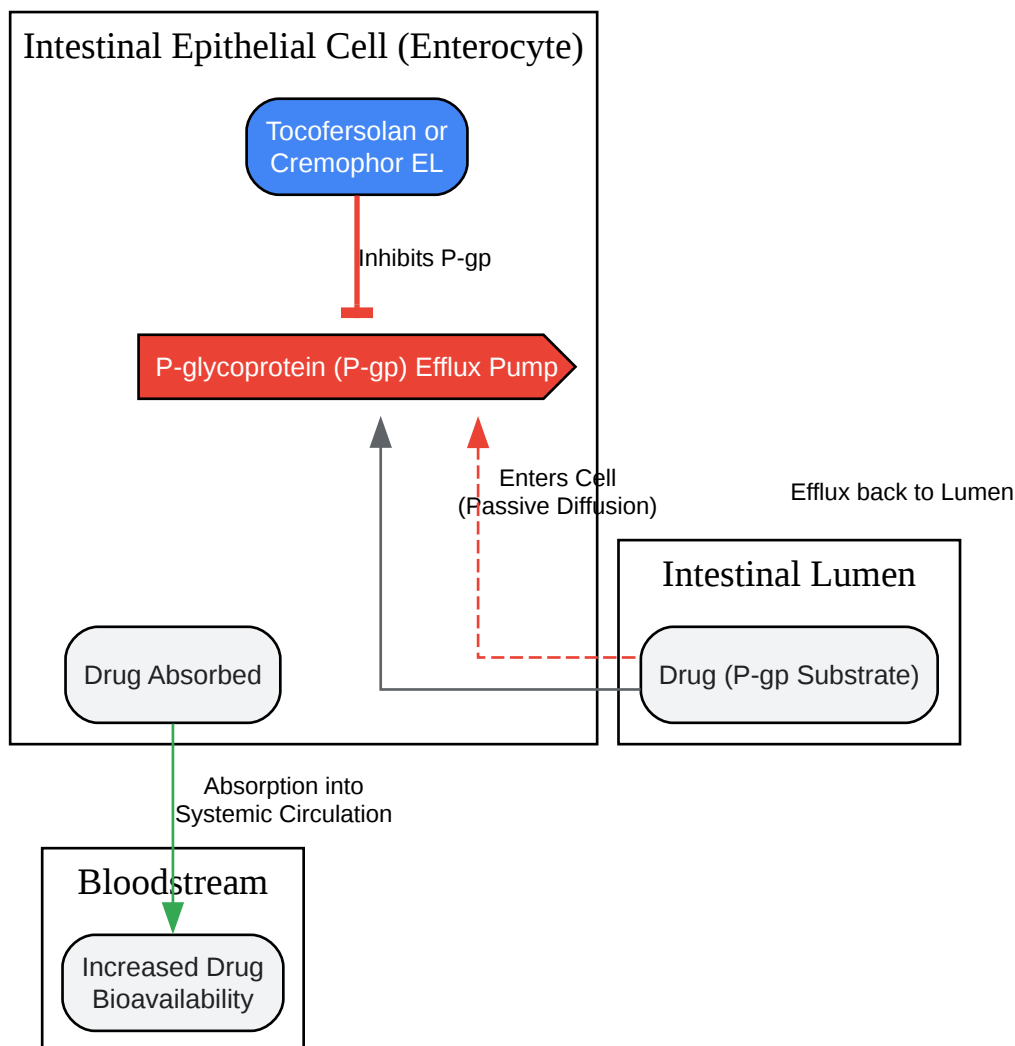 Intestinal Epithelial Cell (Enterocyte)
Tocofersolan or
Cremophor EL
Inhibits P-gp
P-glycoprotein (P-gp) Efflux Pump
Enters Cell
(Passive Diffusion)
Efflux back to Lumen
Intestinal Lumen
Drug Absorbed
Drug (P-gp Substrate)
Absorption into
Systemic Circulation
Bloodstream
Increased Drug
Bioavailability